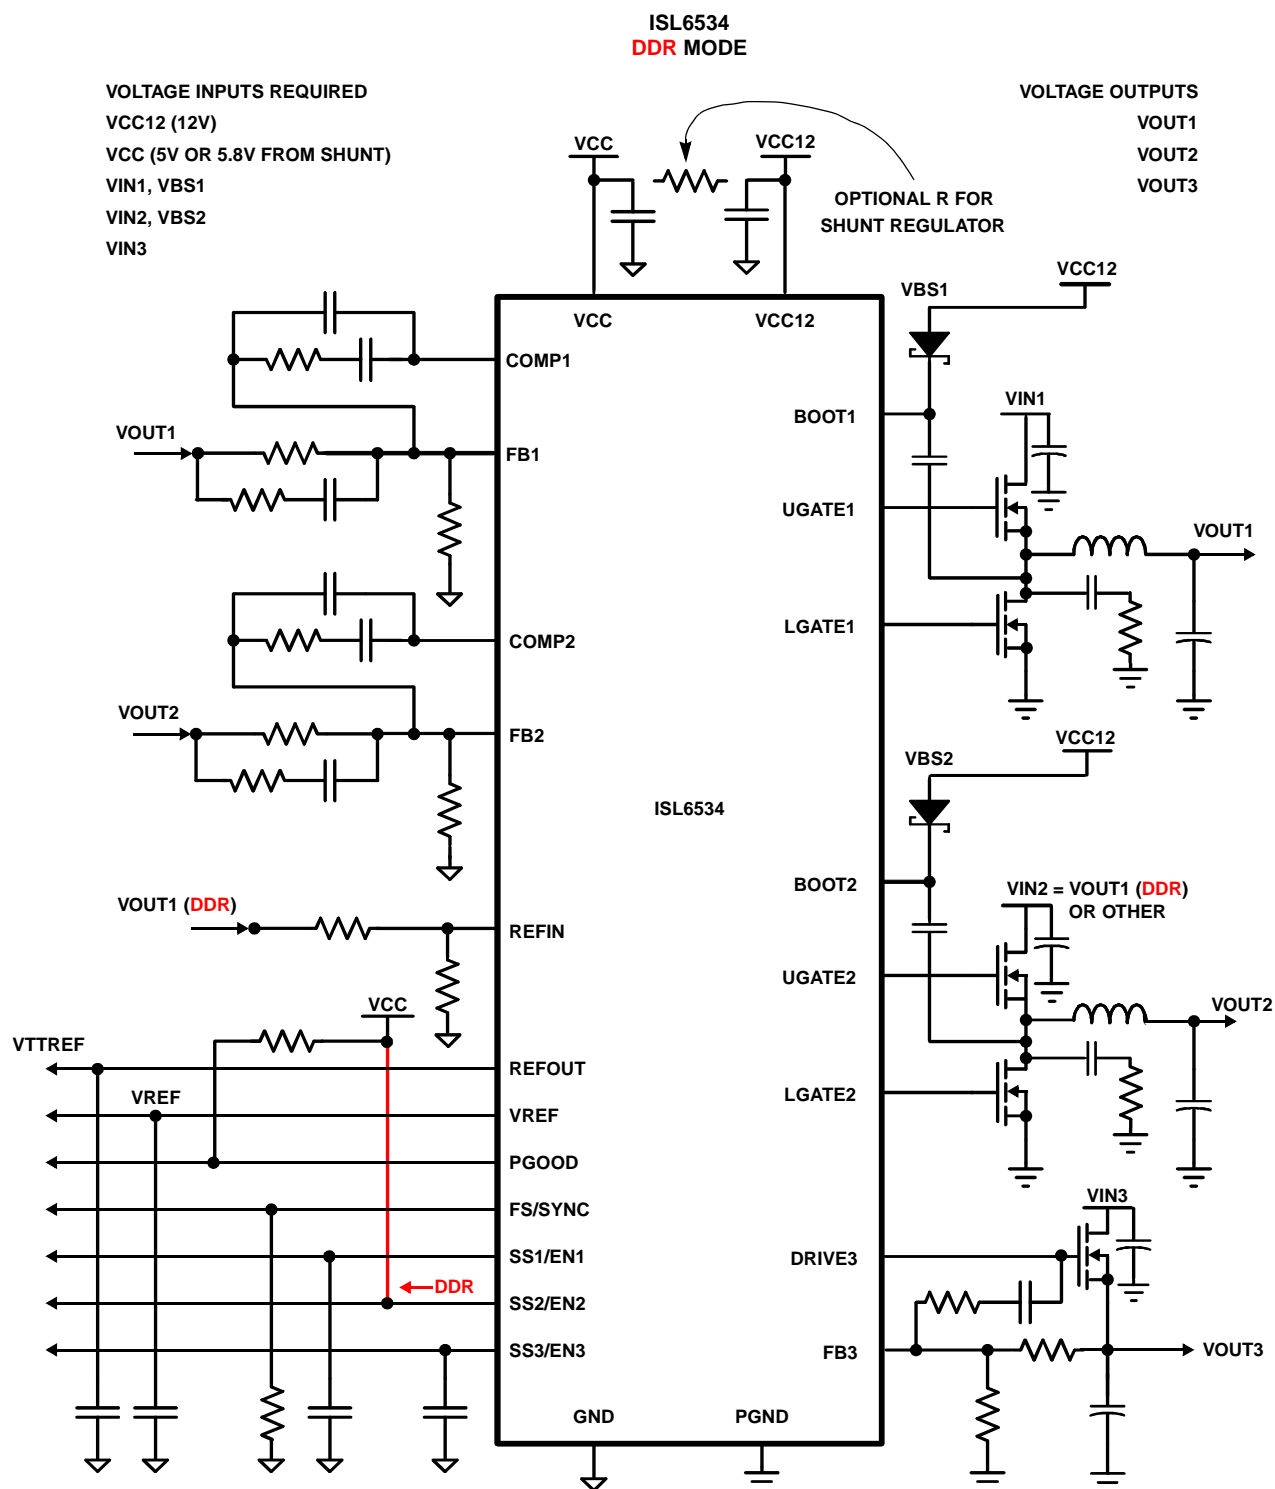 ISL6534
DDR MODE
VOLTAGE INPUTS REQUIRED
VCC12 (12V)
VCC (5V OR 5.8V FROM SHUNT)
VIN1, VBS1
VIN2, VBS2
VIN3
VOLTAGE OUTPUTS
VOUT1
VOUT2
VOUT3
VCC
VCC12
OPTIONAL R FOR
SHUNT REGULATOR
VCC
VCC12
COMP1
VOUT1
FB1
COMP2
VOUT2
FB2
VOUT1 (DDR)
REFIN
VCC
VTTREF
REFOUT
VREF
VREF
PGOOD
FS/SYNC
SS1/EN1
DDR
SS2/EN2
SS3/EN3
GND
PGND
ISL6534
VBS1
VCC12
BOOT1
VIN1
UGATE1
VOUT1
LGATE1
VBS2
VCC12
BOOT2
VIN2 = VOUT1 (DDR)
OR OTHER
UGATE2
VOUT2
LGATE2
VIN3
DRIVE3
FB3
VOUT3